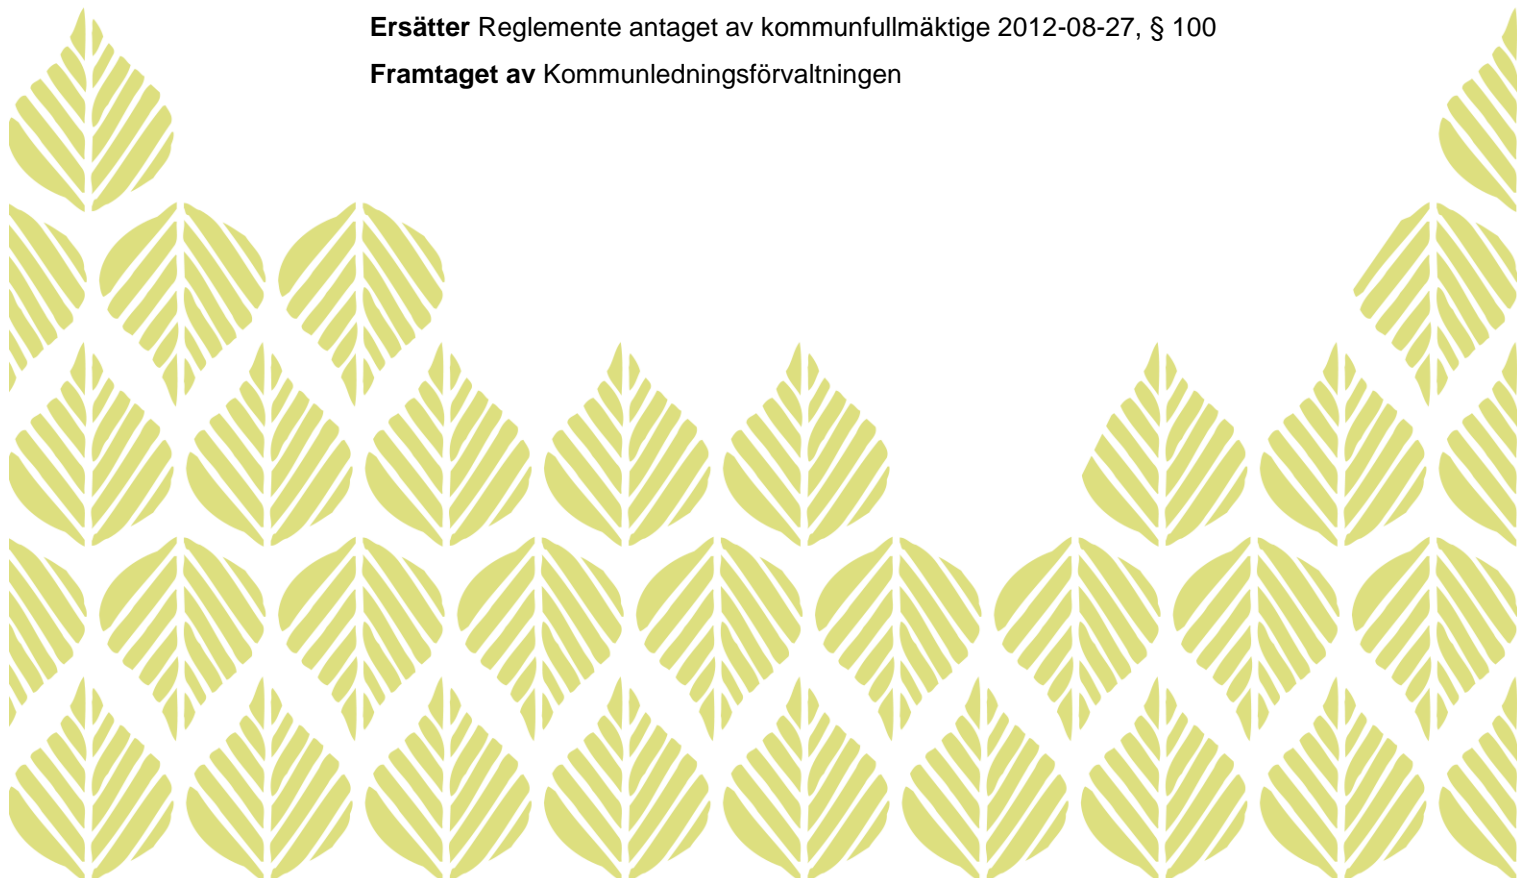 Ersätter Reglemente antaget av kommunfullmäktige 2012-08-27, § 100
Framtaget av Kommunledningsförvaltningen